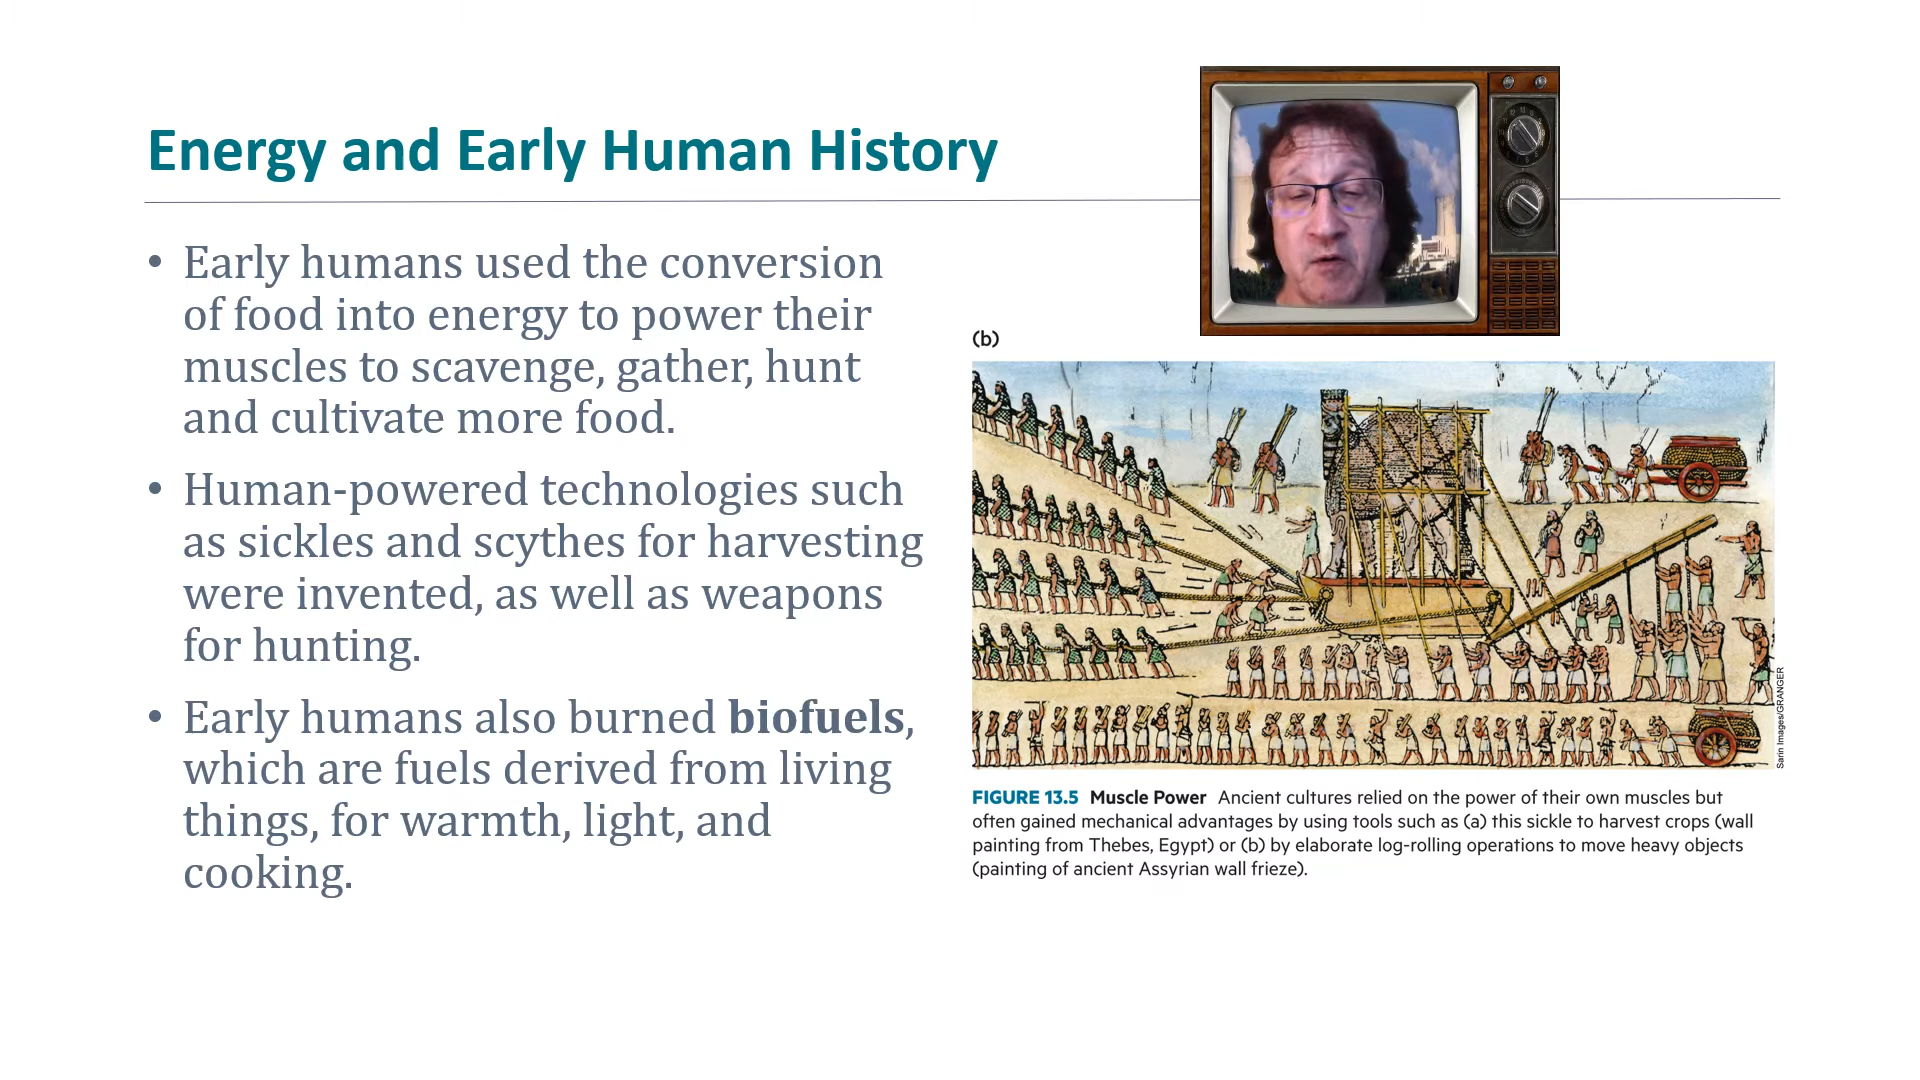 Energy and Early Human History
• Early humans used the conversion
of food into energy to power their
muscles to scavenge, gather, hunt
and cultivate more food.
• Human-powered technologies such
as sickles and scythes for harvesting
were invented, as well as weapons
for hunting.
• Early humans also burned biofuels,
which are fuels derived from living
things, for warmth, light, and
cooking.
(b)
Sarin Images/GRANGER
FIGURE 13.5 Muscle Power Ancient cultures relied on the power of their own muscles but
often gained mechanical advantages by using tools such as (a) this sickle to harvest crops (wall
painting from Thebes, Egypt) or (b) by elaborate log-rolling operations to move heavy objects
(painting of ancient Assyrian wall frieze).